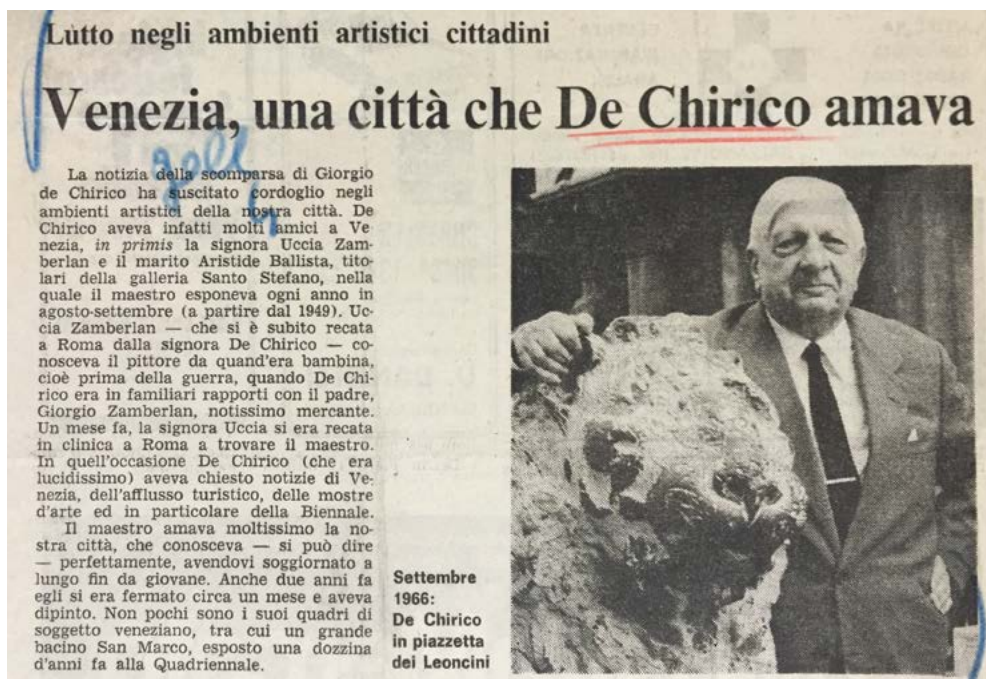 Lutto negli ambienti artistici cittadini
Venezia, una città che De Chirico amava
La notizia della scomparsa di Giorgio
de Chirico ha suscitato cordoglio negli
ambienti artistici della nostra città. De
Chirico aveva infatti molti amici a Ve
nezia, in primis la signora Uccia Zam-
berlan e il marito Aristide Ballista, tito-
lari della galleria Santo Stefano, nella
quale il maestro esponeva ogni anno in
agosto-settembre (a partire dal 1949). Uc-
cia Zamberlan — che si è subito recata
a Roma dalla signora De Chirico — co-
nosceva il pittore da quand'era bambina,
cioè prima della guerra, quando De Chi-
rico era in familiari rapporti con il padre,
Giorgio Zamberlan, notissimo mercante.
Un mese fa, la signora Uccia si era recata
in clinica a Roma a trovare il maestro.
In quell'occasione De Chirico (che era
lucidissimo) aveva chiesto notizie di Ve-
nezia, dell'afflusso turistico, delle mostre
d'arte ed in particolare della Biennale.
Il maestro amava moltissimo la no-
stra città, che conosceva — si può dire
— perfettamente, avendovi soggiornato a
lungo fin da giovane. Anche due anni fa
egli si era fermato circa un mese e aveva
dipinto. Non pochi sono i suoi quadri di
soggetto veneziano, tra cui un grande
bacino San Marco, esposto una dozzina
d'anni fa alla Quadriennale.
Settembre
1966:
De Chirico
in piazzetta
dei Leoncini